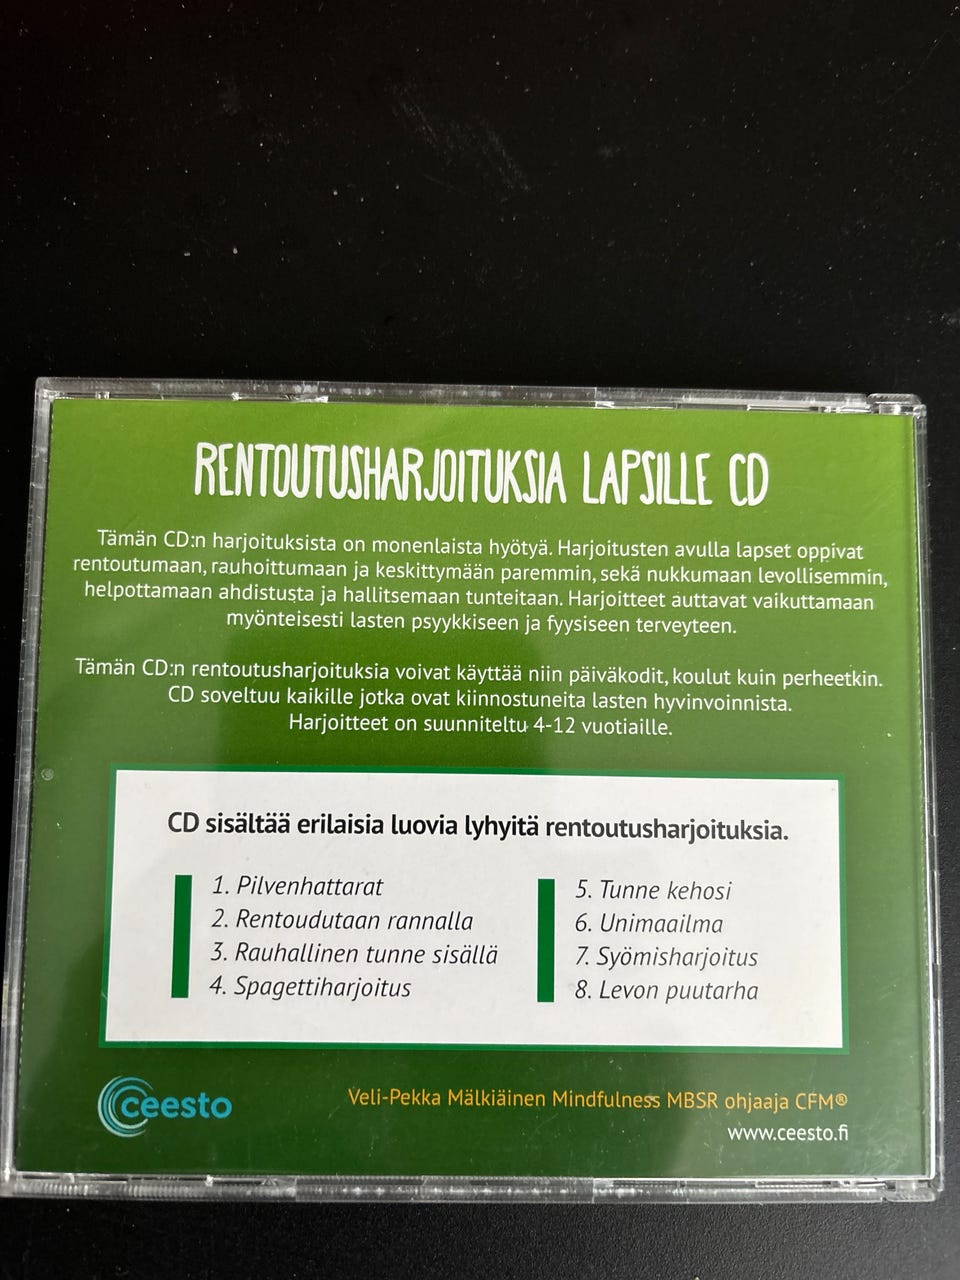 RENTOUTUSHARJOITUKSIA LAPSILLE CD
Tämän CD:n harjoituksista on monenlaista hyötyä. Harjoitusten avulla lapset oppivat
rentoutumaan, rauhoittumaan ja keskittymään paremmin, sekä nukkumaan levollisemmin,
helpottamaan ahdistusta ja hallitsemaan tunteitaan. Harjoitteet auttavat vaikuttamaan
myönteisesti lasten psyykkiseen ja fyysiseen terveyteen.
Tämän CD:n rentoutusharjoituksia voivat käyttää niin päiväkodit, koulut kuin perheetkin.
CD soveltuu kaikille jotka ovat kiinnostuneita lasten hyvinvoinnista.
Harjoitteet on suunniteltu 4-12 vuotiaille.
CD sisältää erilaisia luovia lyhyitä rentoutusharjoituksia.
1. Pilvenhattarat
2. Rentoudutaan rannalla
3. Rauhallinen tunne sisällä
4. Spagettiharjoitus
5. Tunne kehosi
6. Unimaailma
7. Syömisharjoitus
8. Levon puutarha
ceesto
Veli-Pekka Mälkiäinen Mindfulness MBSR ohjaaja CFM®
www.ceesto.fi